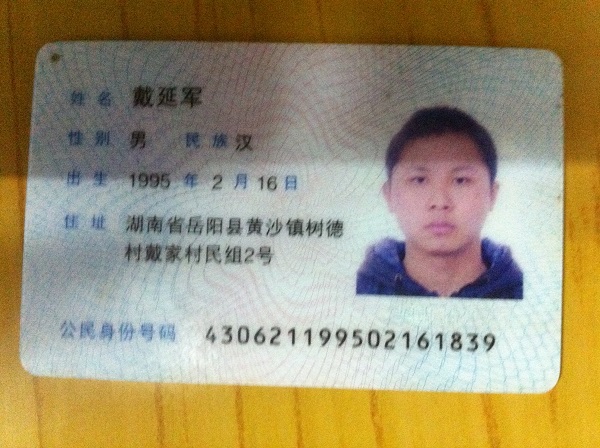 姓名 戴延军
性别 男 民族 汉
出生 1995 年 2 月 16 日
住址 湖南省岳阳县黄沙镇树德
村戴家村民组2号
公民身份号码 430621199502161839